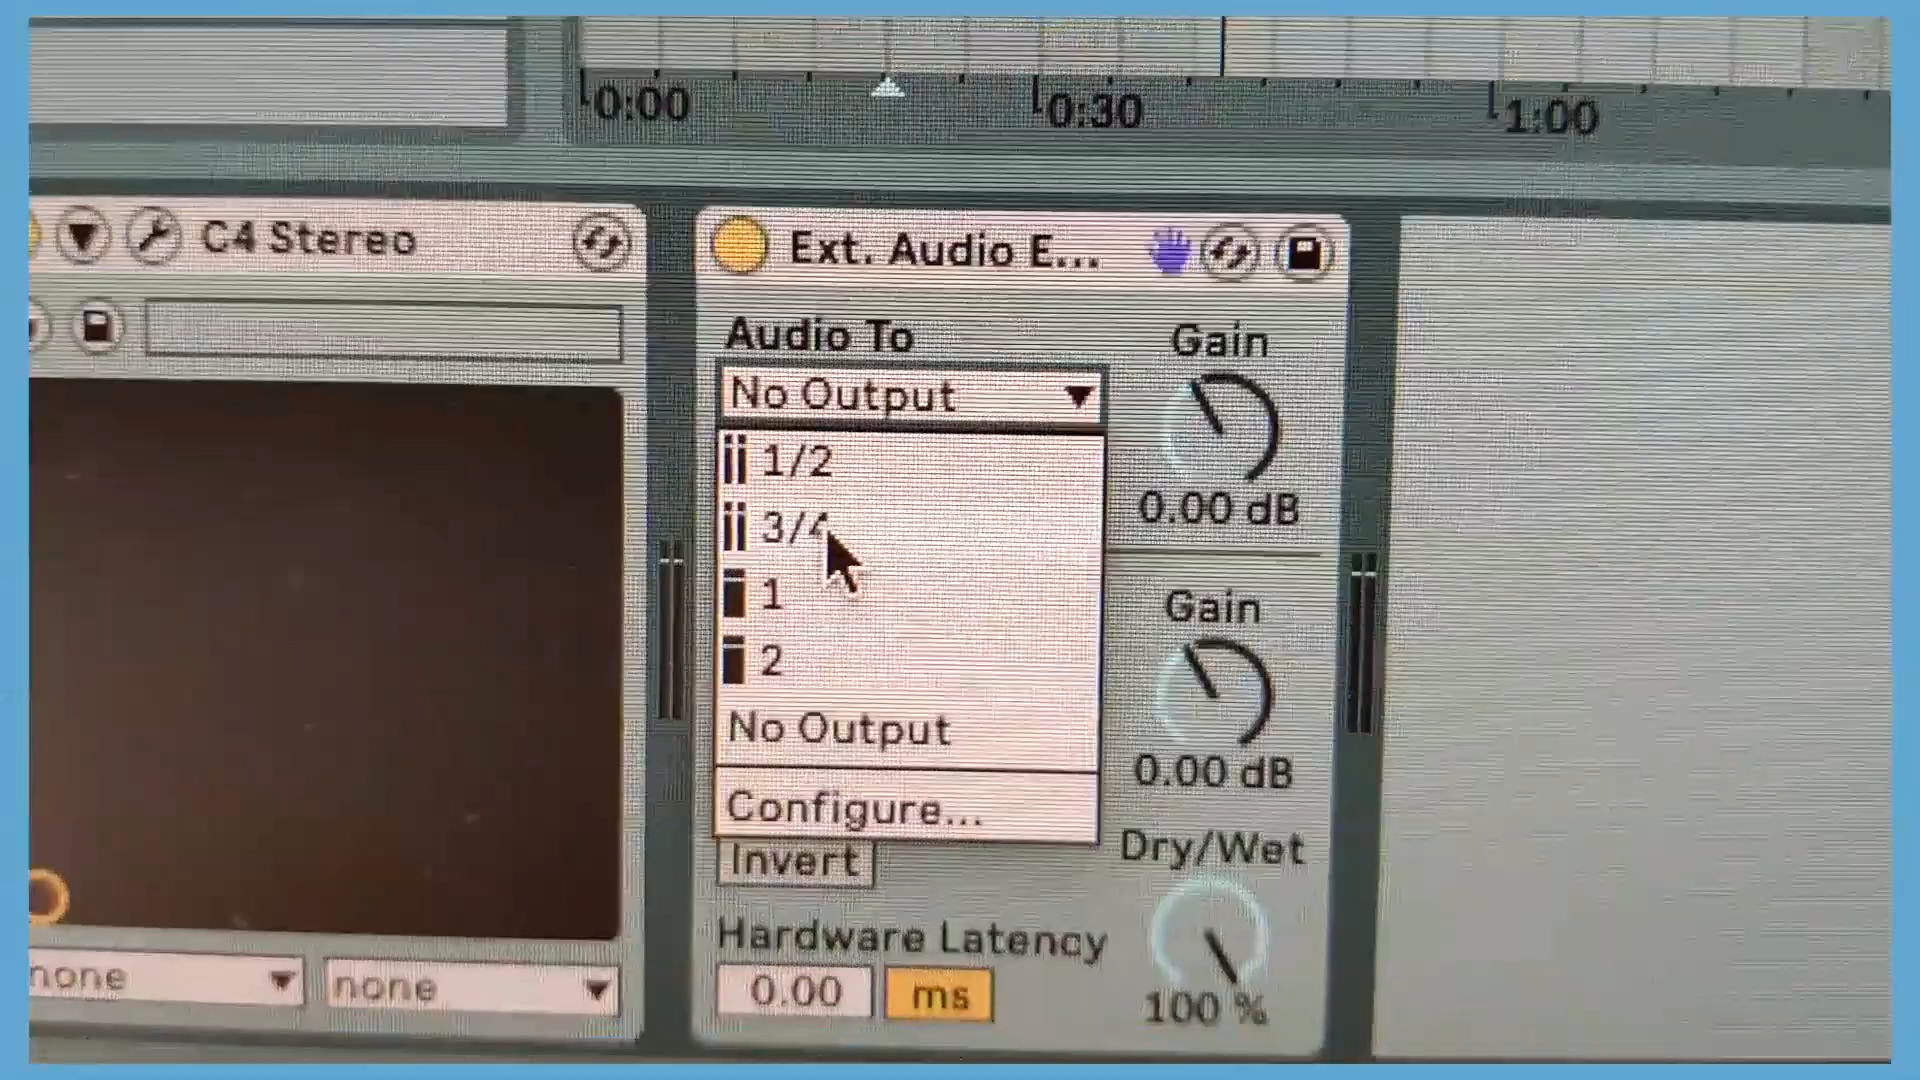 0:00
0:30
1:00
C4 Stereo
Ext. Audio E...
Audio To
Gain
No Output
1/2
3/4
0.00 dB
1
Gain
2
No Output
0.00 dB
Configure...
Dry/Wet
Invert
Hardware Latency
none
none
0.00
ms
100 %